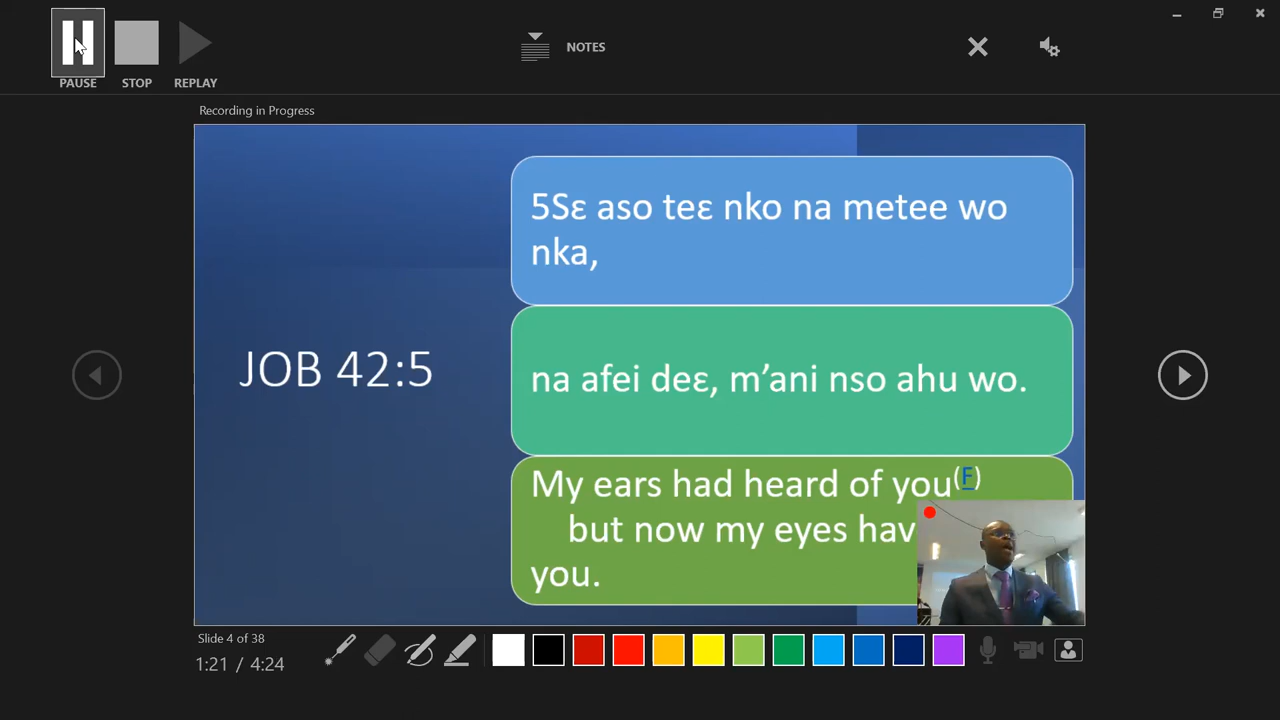 PAUSE
STOP
REPLAY
NOTES
Recording in Progress
JOB 42:5
5Sɛ aso teɛ nko na metee wo
nka,
na afei deɛ, m’ani nso ahu wo.
My ears had heard of you(F)
but now my eyes hav
you.
Slide 4 of 38
1:21 / 4:24